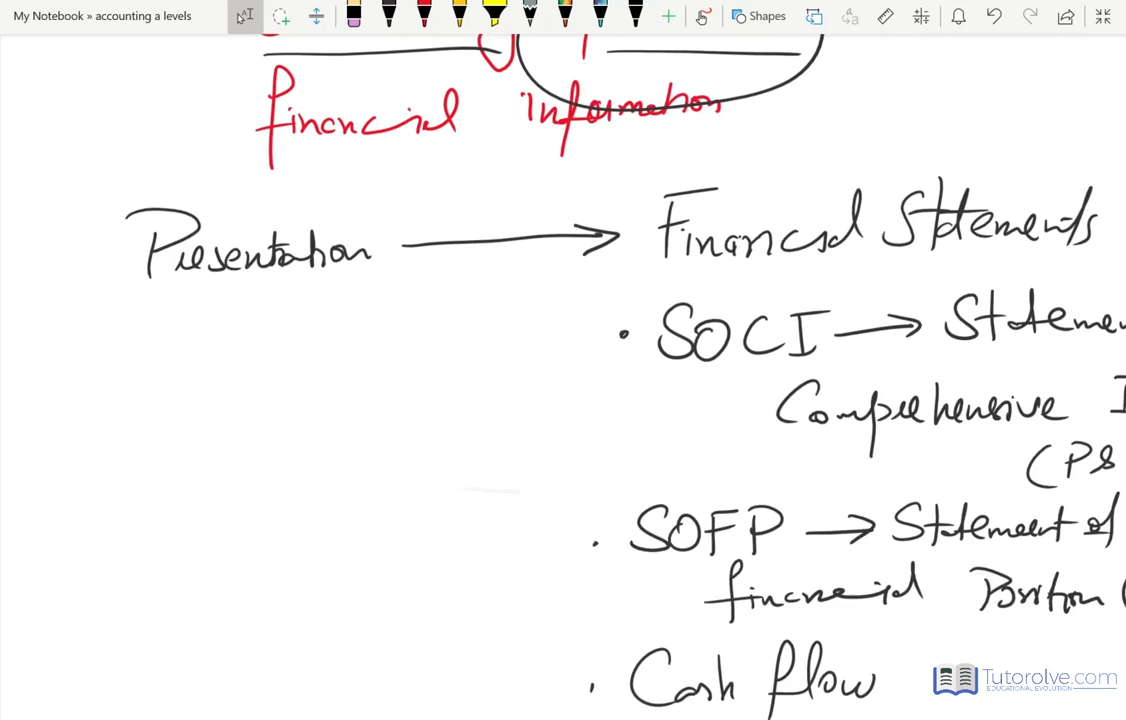 My Notebook » accounting a levels
Shapes
financial information
Presentation → Financial Statements
• SOCI → Statemen
Comprehensive I
(P&
• SOFP → Statement of
financial Position (
• Cash flow
Tutorolve.com
EDUCATIONAL EVOLUTION